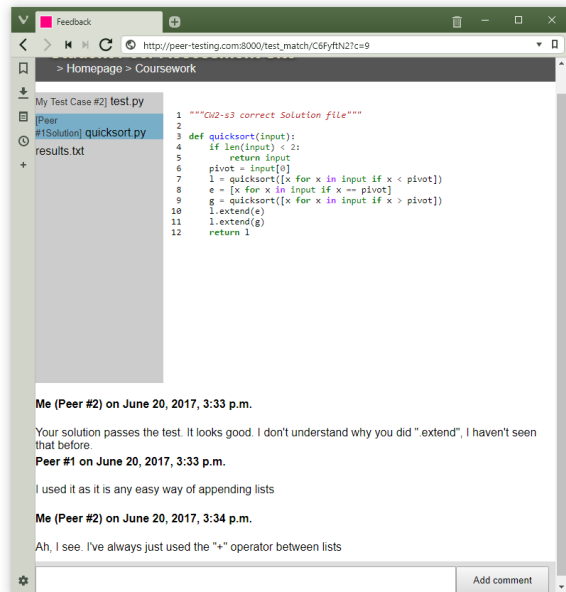 Feedback
http://peer-testing.com:8000/test_match/C6FyftN2?c=9
> Homepage > Coursework
My Test Case #2] test.py
[Peer
#1Solution] quicksort.py
results.txt
1 """CW2-s3 correct Solution file"""
2
3 def quicksort(input):
4     if len(input) < 2:
5         return input
6     pivot = input[0]
7     l = quicksort([x for x in input if x < pivot])
8     e = [x for x in input if x == pivot]
9     g = quicksort([x for x in input if x > pivot])
10     l.extend(e)
11     l.extend(g)
12     return l
Me (Peer #2) on June 20, 2017, 3:33 p.m.
Your solution passes the test. It looks good. I don't understand why you did ".extend", I haven't seen
that before.
Peer #1 on June 20, 2017, 3:33 p.m.
I used it as it is any easy way of appending lists
Me (Peer #2) on June 20, 2017, 3:34 p.m.
Ah, I see. I've always just used the "+" operator between lists
Add comment